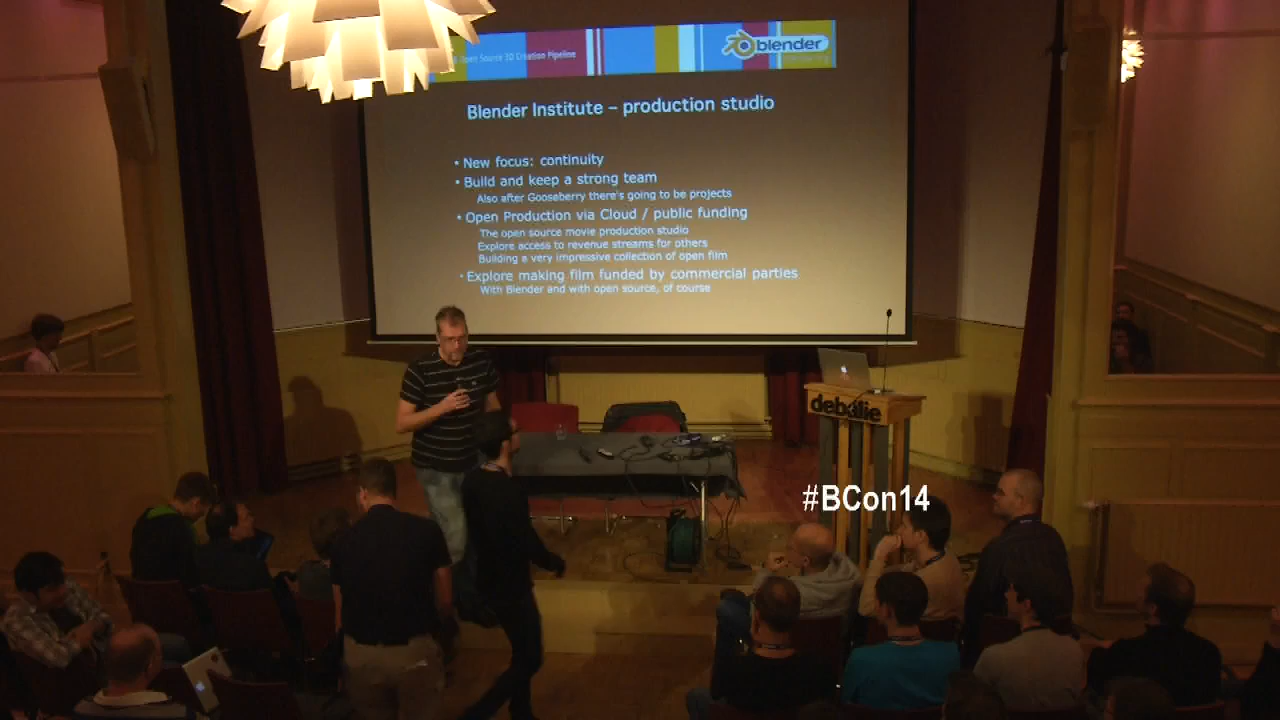 Open Source 3D Creation Pipeline
blender
Blender Institute – production studio
• New focus: continuity
• Build and keep a strong team
Also after Gooseberry there's going to be projects
• Open Production via Cloud / public funding
The open source movie production studio
Explore access to revenue streams for others
Building a very impressive collection of open film
• Explore making film funded by commercial parties
With Blender and with open source, of course
debalie
#BCon14